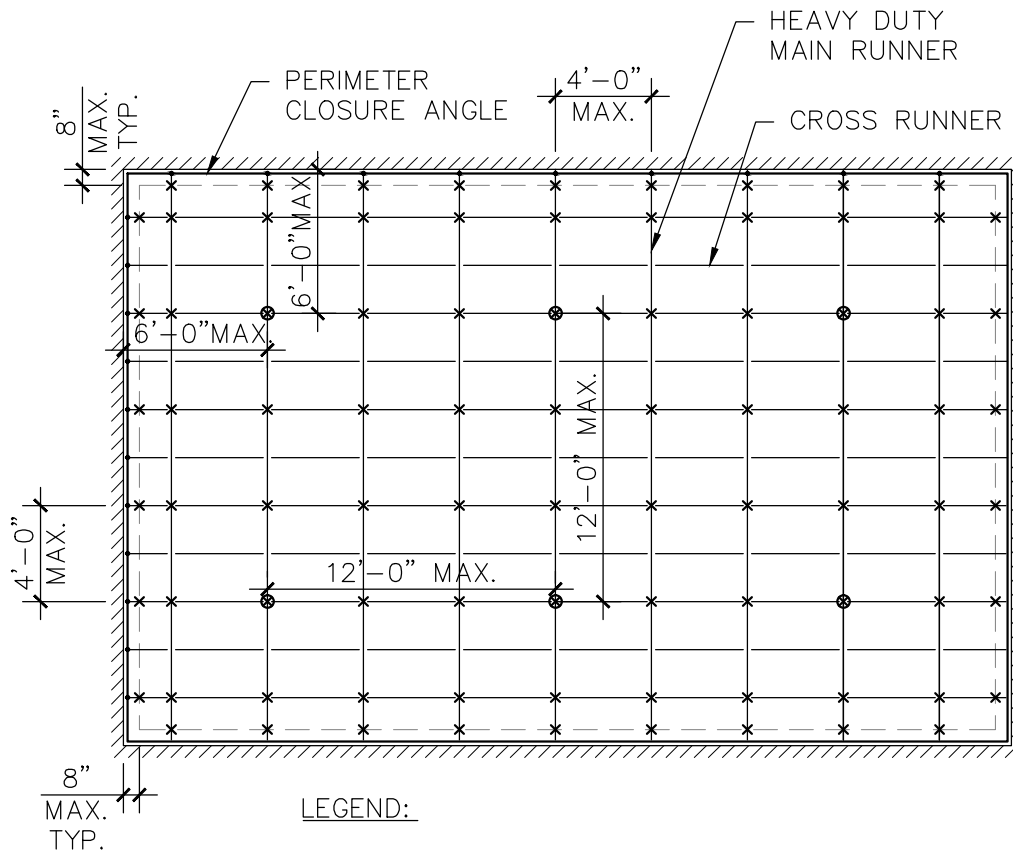 HEAVY DUTY
MAIN RUNNER
PERIMETER
CLOSURE ANGLE
4'-0"
MAX.
CROSS RUNNER
8"
MAX.
TYP.
6'-0"MAX.
6'-0"MAX.
12'-0" MAX.
12'-0" MAX.
4'-0"
MAX.
8"
MAX.
TYP.
LEGEND: